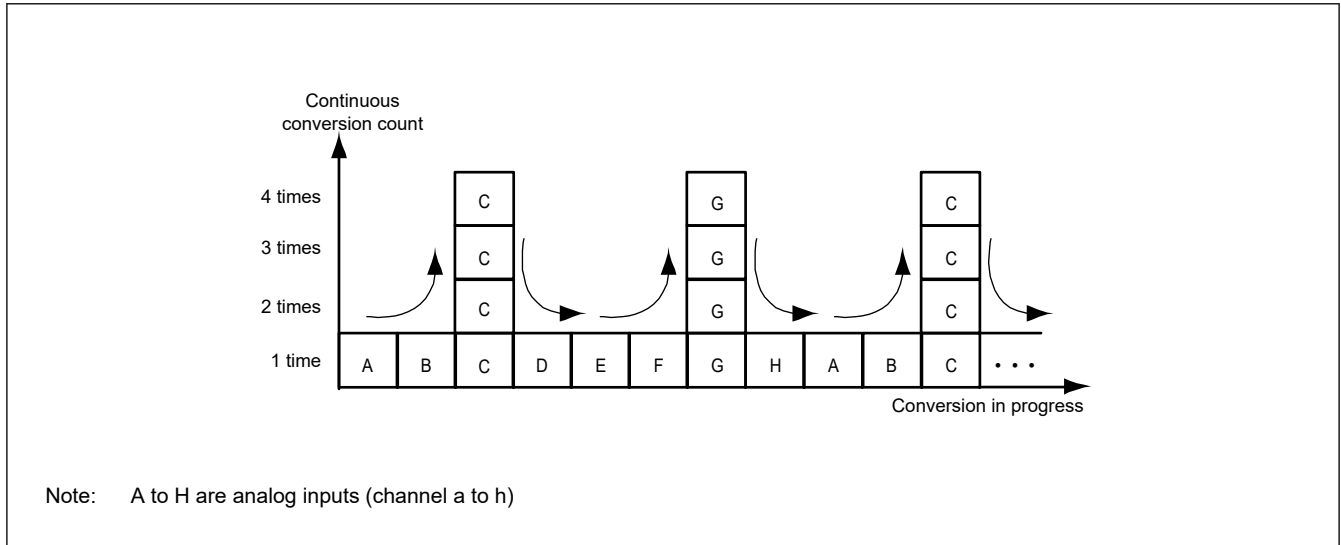 Continuous
conversion count
4 times
C
G
C
3 times
C
G
C
2 times
C
G
C
1 time
A
B
C
D
E
F
G
H
A
B
C
• • •
Conversion in progress
Note: A to H are analog inputs (channel a to h)